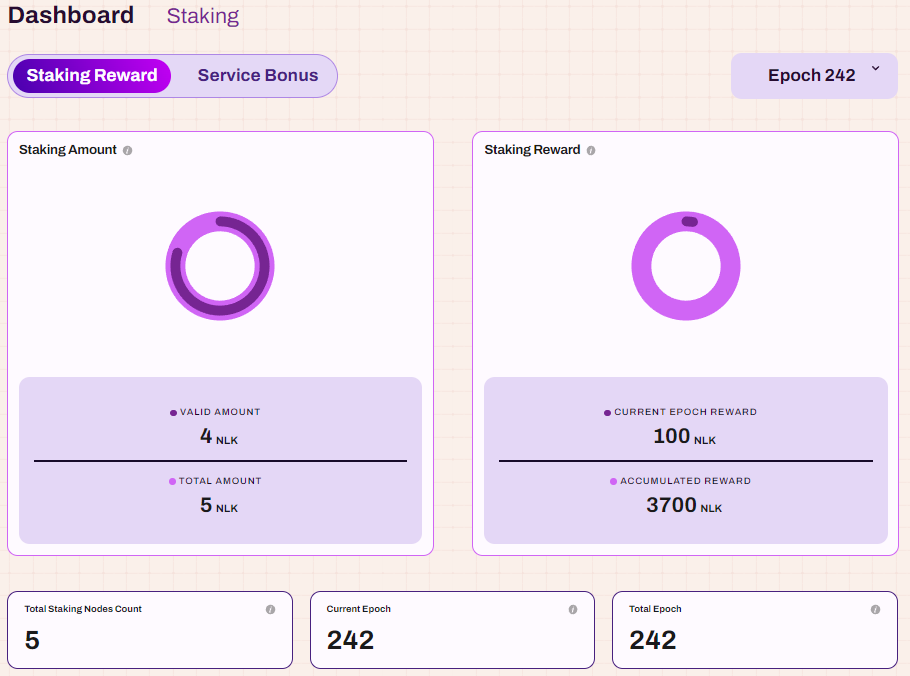 Dashboard Staking
Staking Reward Service Bonus Epoch 242
Staking Amount
VALID AMOUNT
4 NLK
TOTAL AMOUNT
5 NLK
Staking Reward
CURRENT EPOCH REWARD
100 NLK
ACCUMULATED REWARD
3700 NLK
Total Staking Nodes Count
5
Current Epoch
242
Total Epoch
242